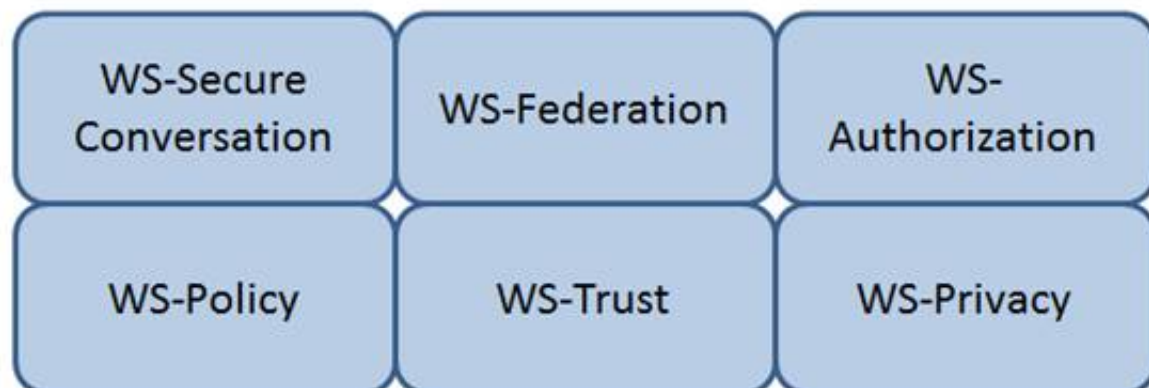 WS-Secure
Conversation
WS-Federation
WS-
Authorization
WS-Policy
WS-Trust
WS-Privacy